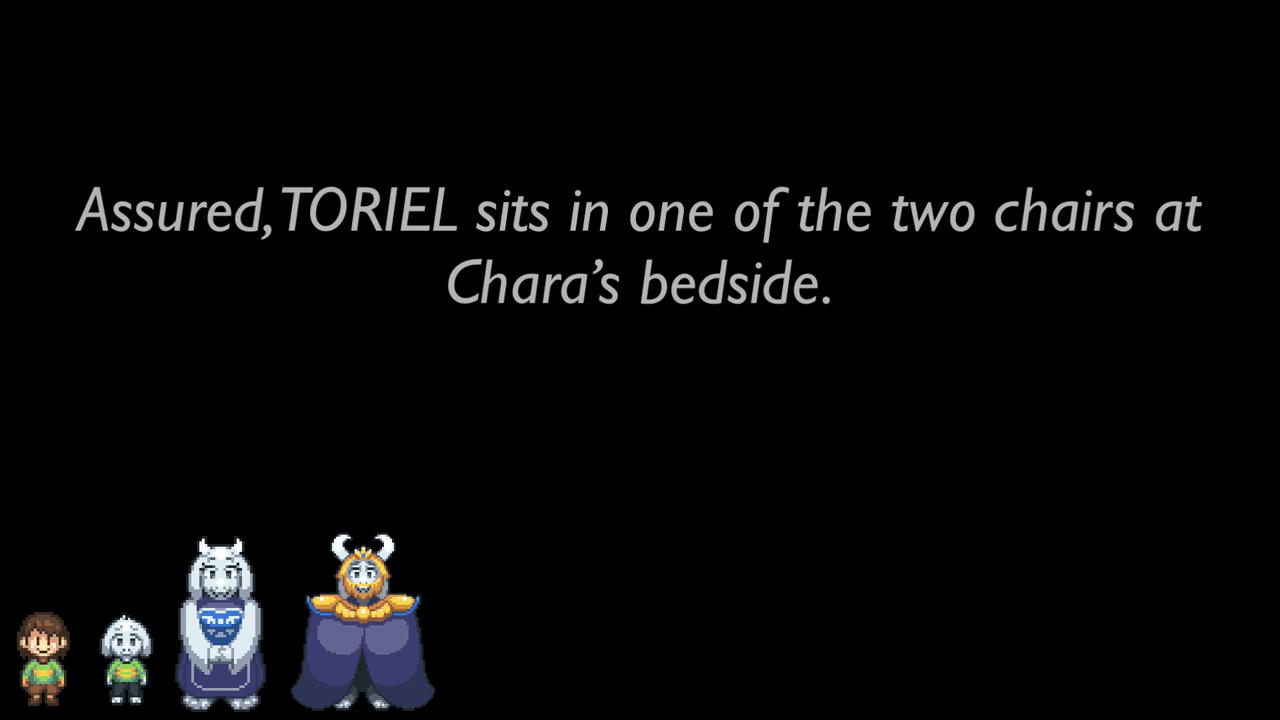 Assured, TORIEL sits in one of the two chairs at
Chara’s bedside.